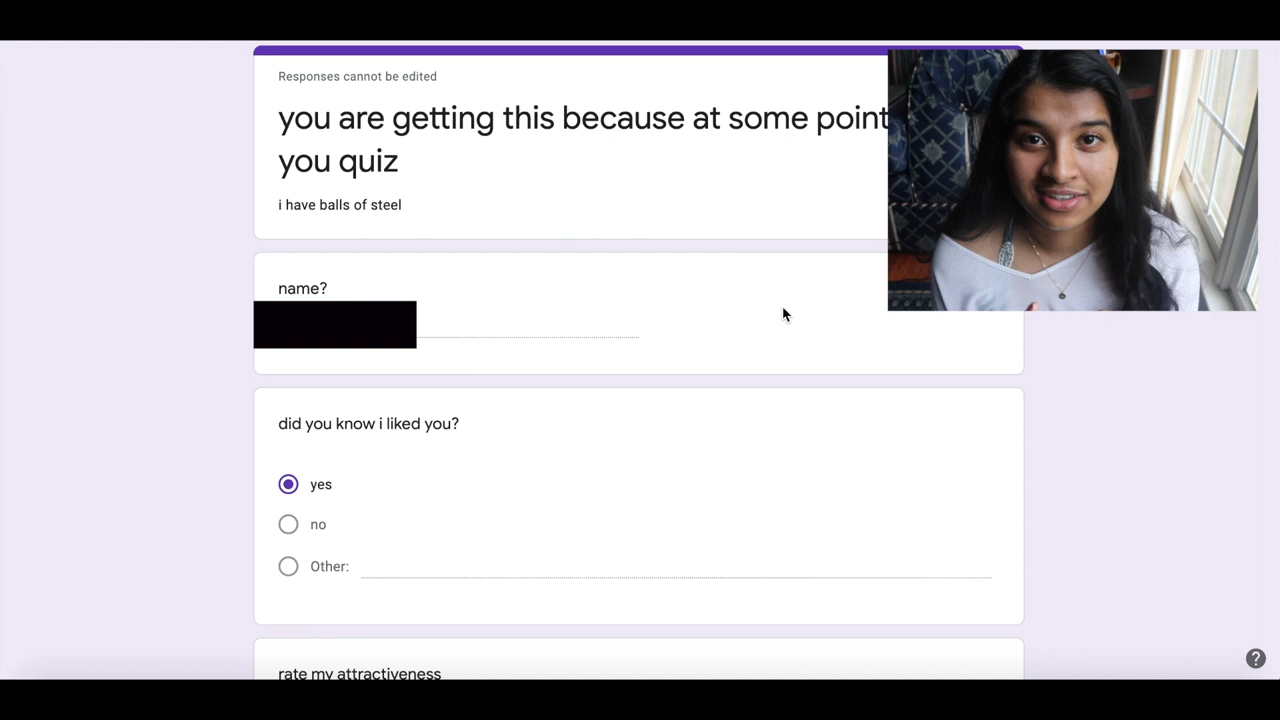 Responses cannot be edited
you are getting this because at some point
you quiz
i have balls of steel
name?
did you know i liked you?
yes
no
Other:
rate my attractiveness
?